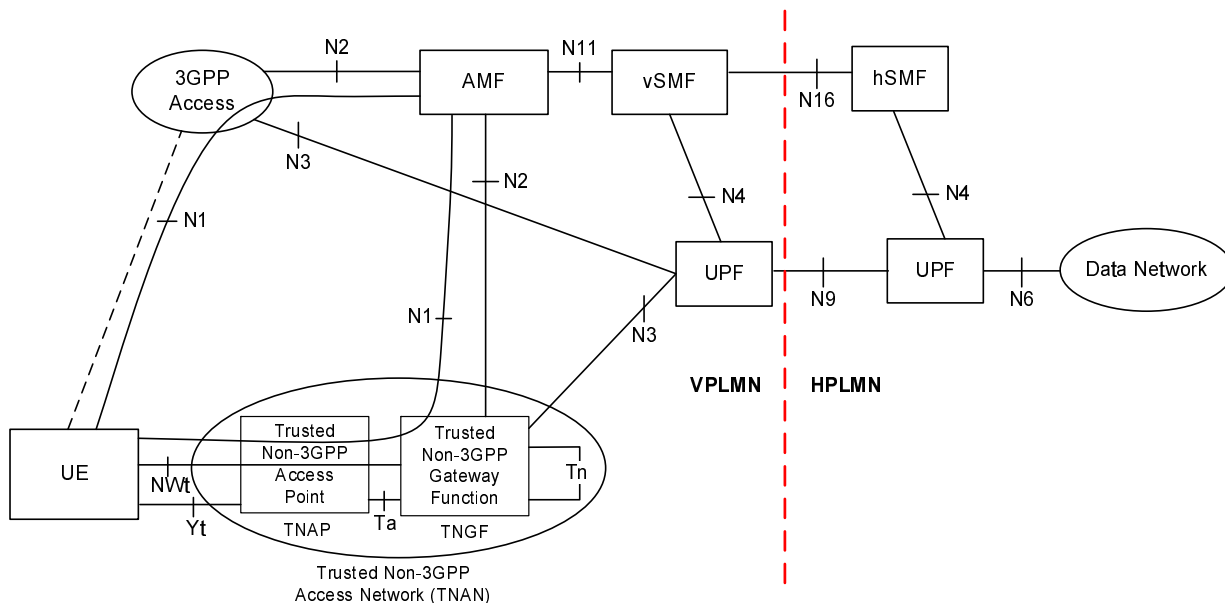 N2
N11
3GPP
Access
AMF
vSMF
hSMF
N16
N3
N2
N4
N4
N1
UPF
UPF
Data Network
N9
N6
N1
N3
VPLMN
HPLMN
UE
Trusted
Non-3GPP
Access
Point
Trusted
Non-3GPP
Gateway
Function
Tn
NWt
Yt
Ta
TNAP
TNGF
Trusted Non-3GPP
Access Network (TNAN)